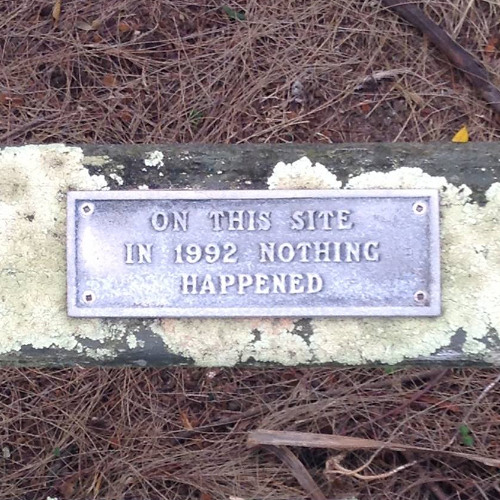 ON THIS SITE
IN 1992 NOTHING
HAPPENED